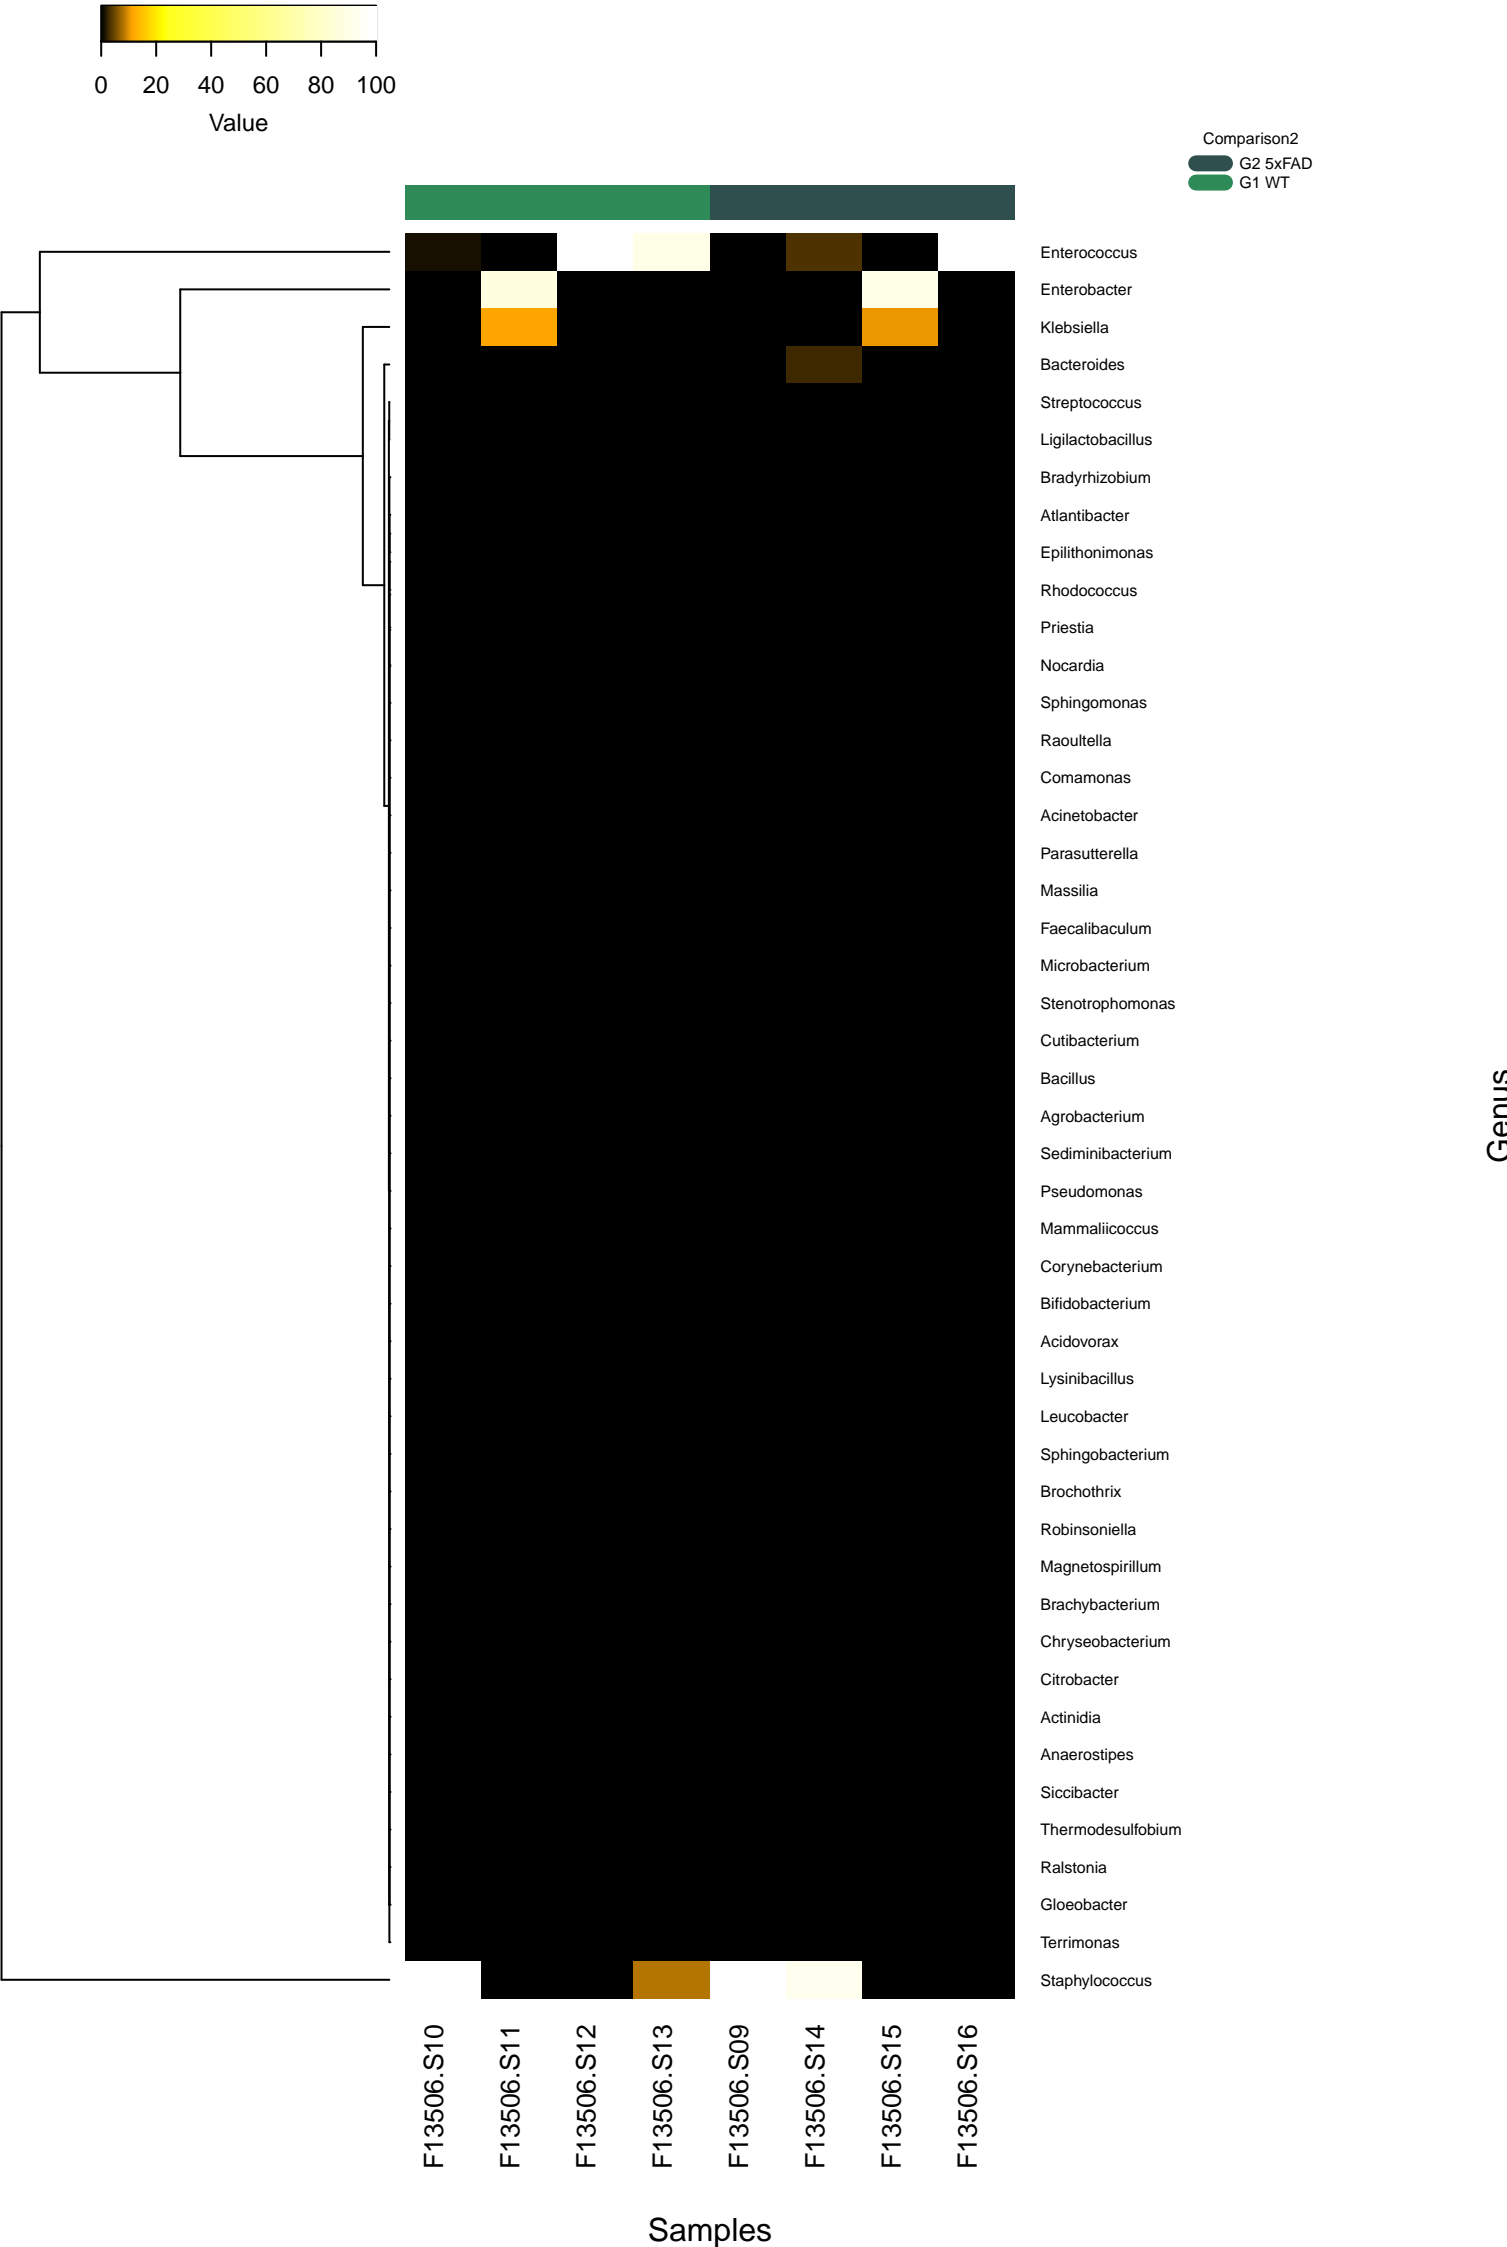 0 20 40 60 80 100
Value
Comparison2
G2 5xFAD
G1 WT
Enterococcus
Enterobacter
Klebsiella
Bacteroides
Streptococcus
Ligilactobacillus
Bradyrhizobium
Atlantibacter
Epilithonimonas
Rhodococcus
Priestia
Nocardia
Sphingomonas
Raoultella
Comamonas
Acinetobacter
Parasutterella
Massilia
Faecalibaculum
Microbacterium
Stenotrophomonas
Cutibacterium
Bacillus
Agrobacterium
Sediminibacterium
Pseudomonas
Mammaliicoccus
Corynebacterium
Bifidobacterium
Acidovorax
Lysinibacillus
Leucobacter
Sphingobacterium
Brochothrix
Robinsoniella
Magnetospirillum
Brachybacterium
Chryseobacterium
Citrobacter
Actinidia
Anaerostipes
Siccibacter
Thermodesulfobium
Ralstonia
Gloeobacter
Terrimonas
Staphylococcus
Genus
F13506.S10
F13506.S11
F13506.S12
F13506.S13
F13506.S09
F13506.S14
F13506.S15
F13506.S16
Samples